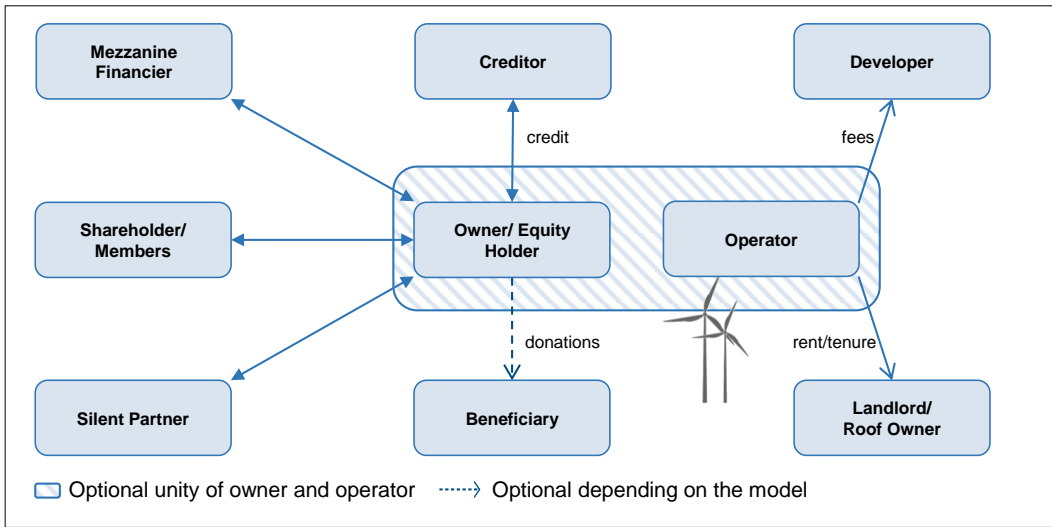 Mezzanine
Financier
Creditor
Developer
credit
fees
Shareholder/
Members
Owner/ Equity
Holder
Operator
donations
rent/tenure
Silent Partner
Beneficiary
Landlord/
Roof Owner
Optional unity of owner and operator
Optional depending on the model